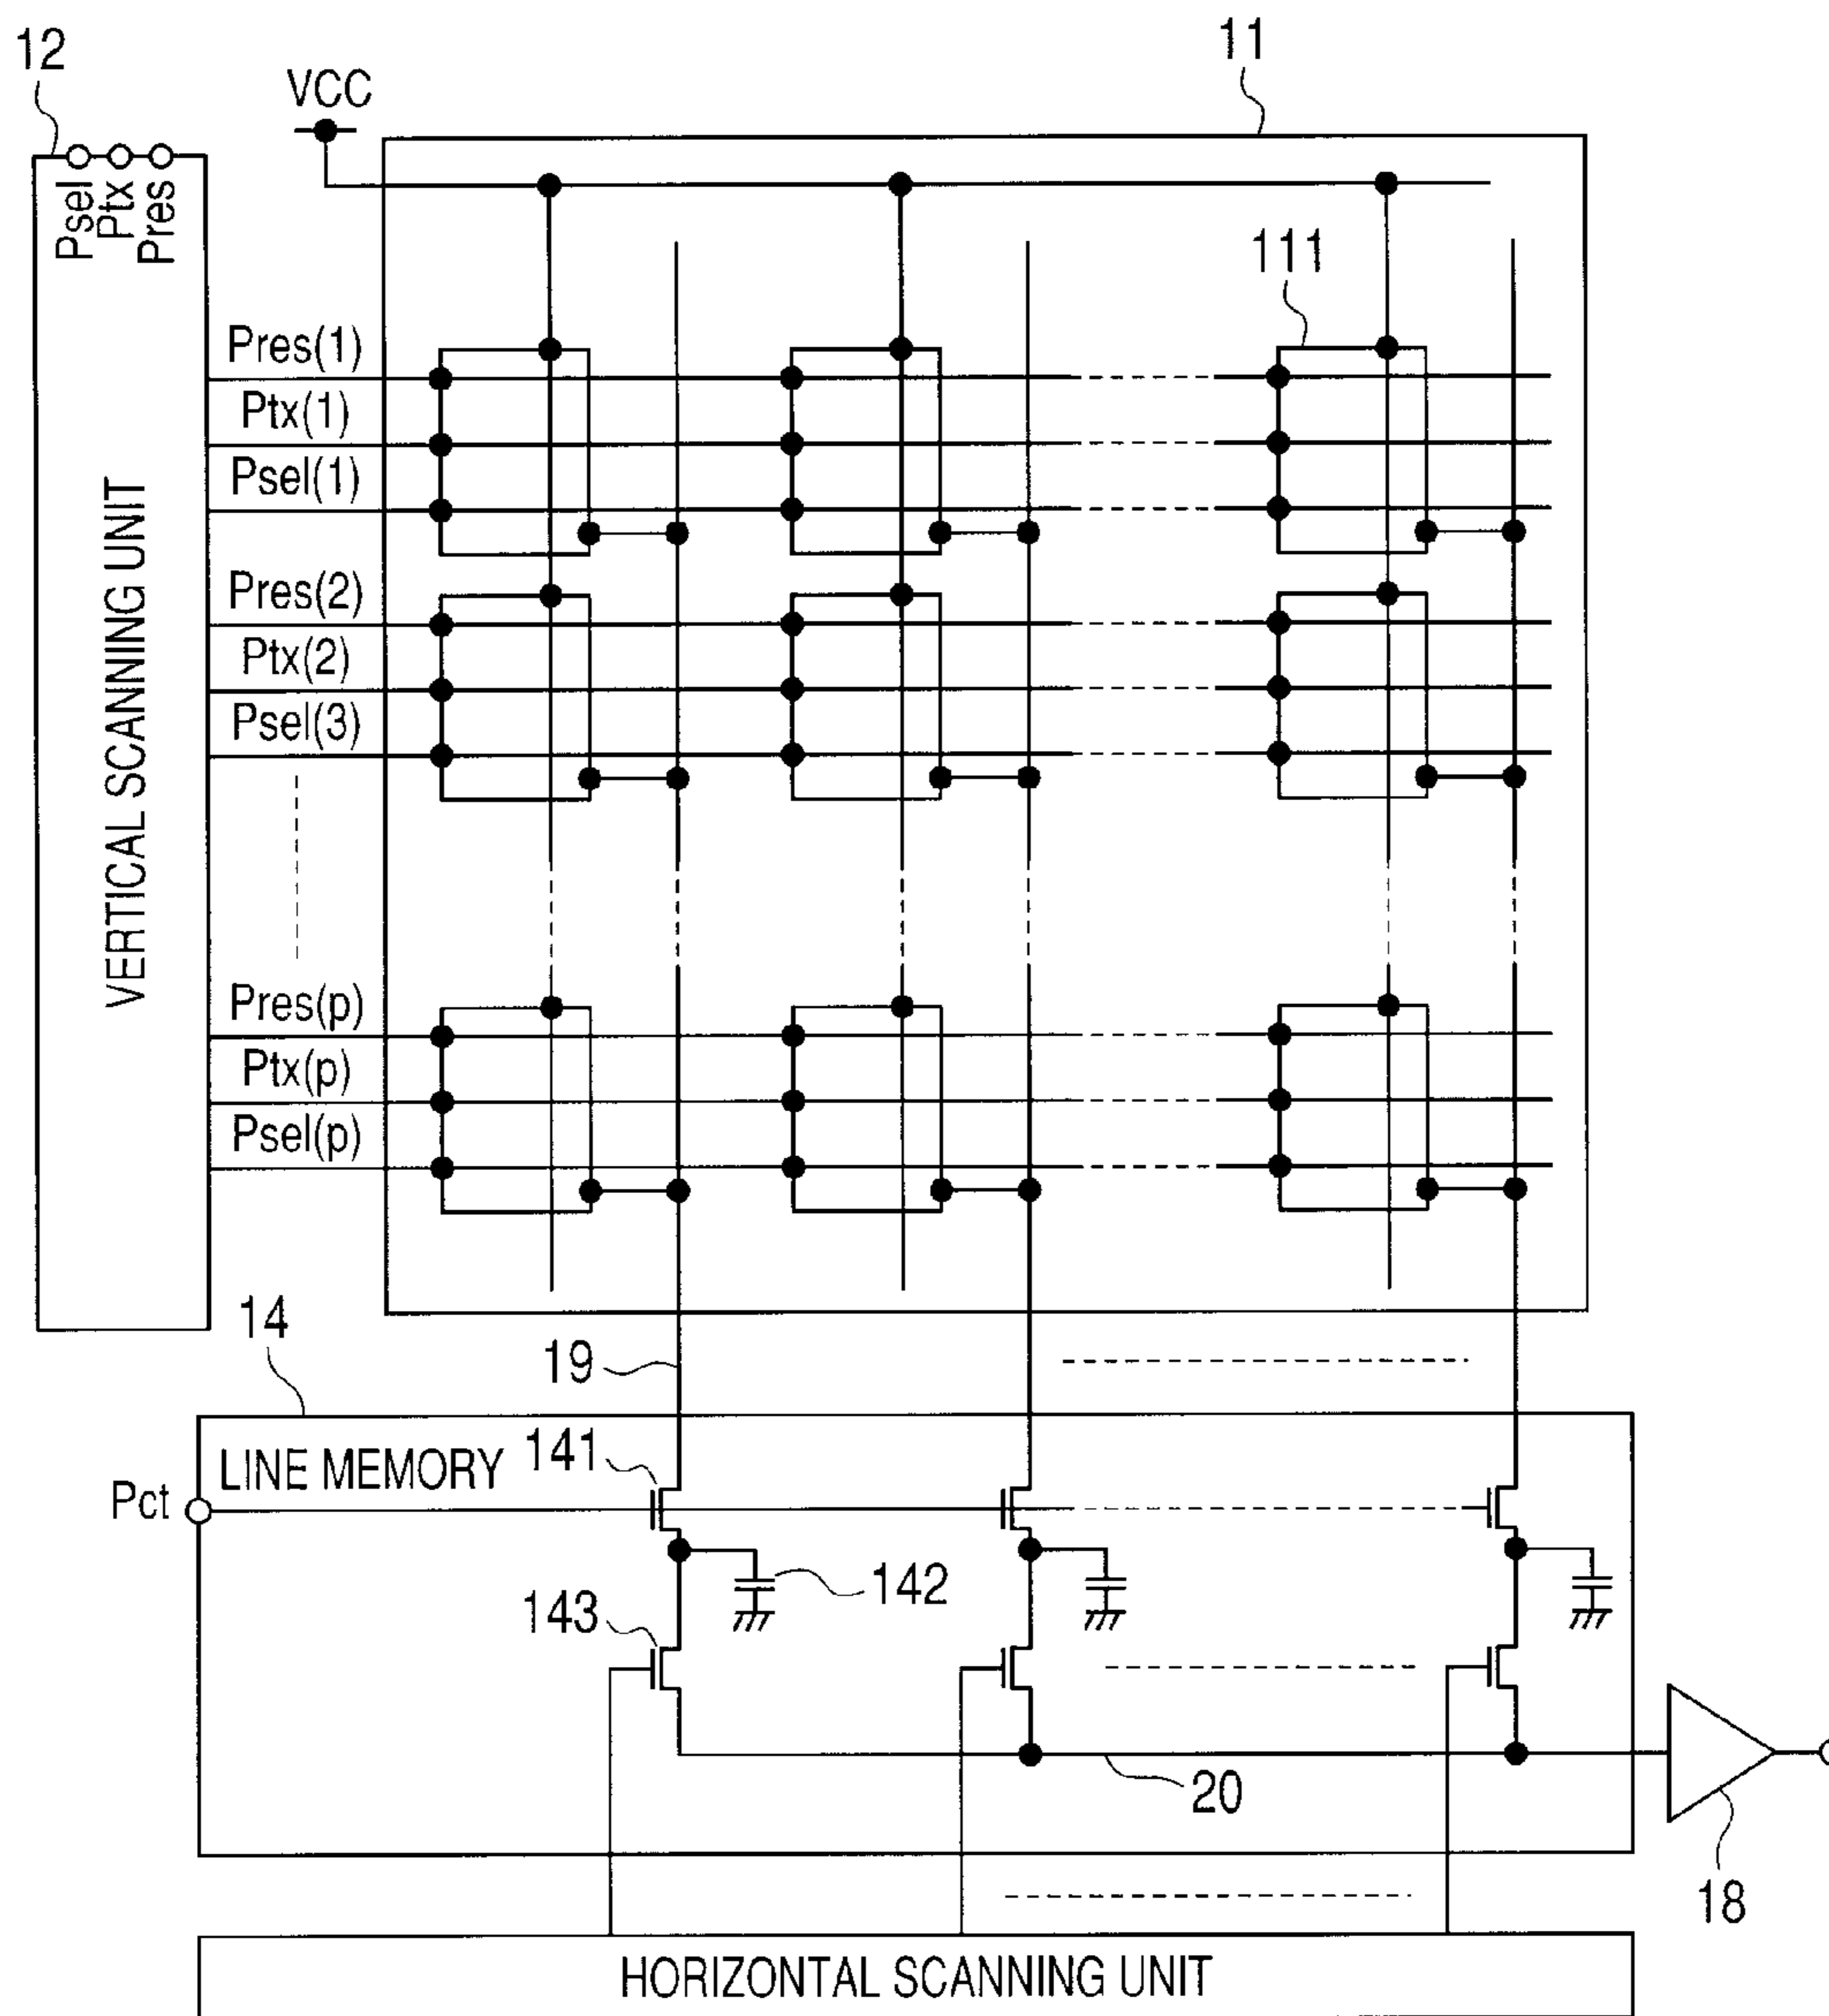 12
11
VCC
Psel
Ptx
Pres
111
Pres(1)
Ptx(1)
Psel(1)
Pres(2)
Ptx(2)
Psel(3)
VERTICAL SCANNING UNIT
Pres(p)
Ptx(p)
Psel(p)
14
19
LINE MEMORY
141
Pct
142
143
20
18
HORIZONTAL SCANNING UNIT